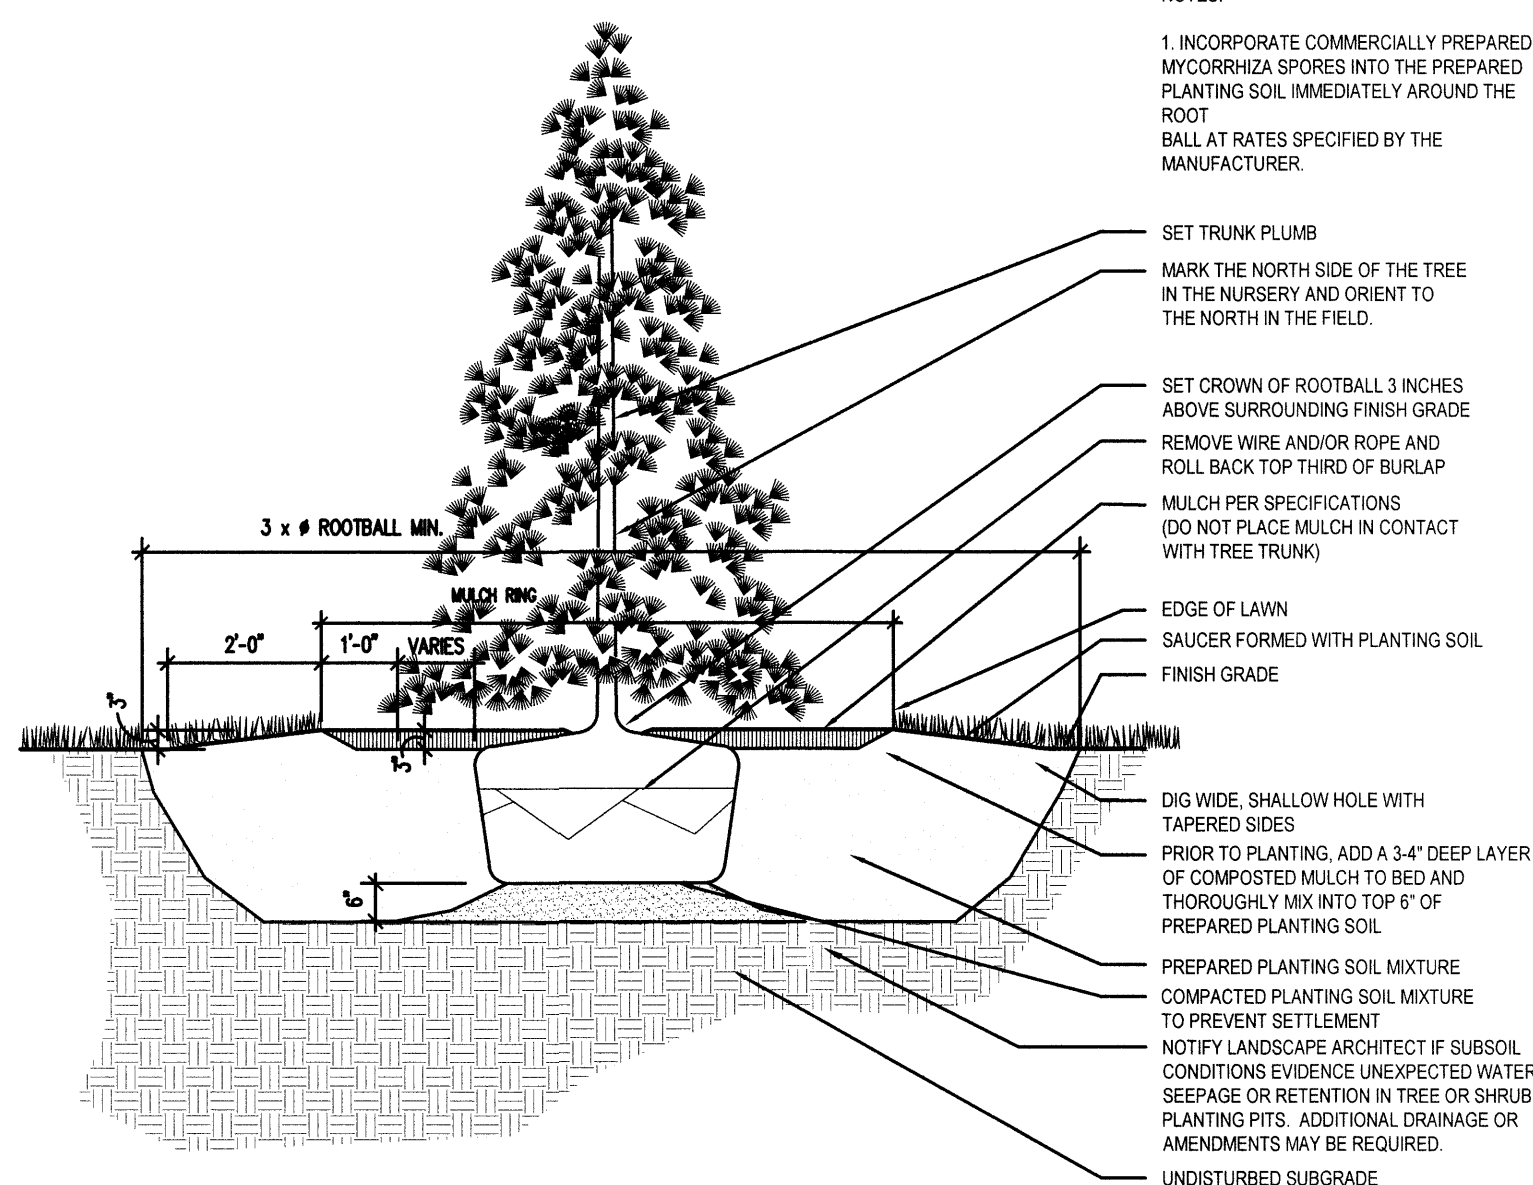 NOTES:
1. INCORPORATE COMMERCIALLY PREPARED
MYCORRHIZA SPORES INTO THE PREPARED
PLANTING SOIL IMMEDIATELY AROUND THE
ROOT
BALL AT RATES SPECIFIED BY THE
MANUFACTURER.
SET TRUNK PLUMB
MARK THE NORTH SIDE OF THE TREE
IN THE NURSERY AND ORIENT TO
THE NORTH IN THE FIELD.
SET CROWN OF ROOTBALL 3 INCHES
ABOVE SURROUNDING FINISH GRADE
REMOVE WIRE AND/OR ROPE AND
ROLL BACK TOP THIRD OF BURLAP
MULCH PER SPECIFICATIONS
(DO NOT PLACE MULCH IN CONTACT
WITH TREE TRUNK)
3 x ø ROOTBALL MIN.
MULCH RING
EDGE OF LAWN
2'-0"
1'-0"
VARIES
SAUCER FORMED WITH PLANTING SOIL
FINISH GRADE
3"
3"
DIG WIDE, SHALLOW HOLE WITH
TAPERED SIDES
PRIOR TO PLANTING, ADD A 3-4" DEEP LAYER
OF COMPOSTED MULCH TO BED AND
THOROUGHLY MIX INTO TOP 6" OF
PREPARED PLANTING SOIL
6"
PREPARED PLANTING SOIL MIXTURE
COMPACTED PLANTING SOIL MIXTURE
TO PREVENT SETTLEMENT
NOTIFY LANDSCAPE ARCHITECT IF SUBSOIL
CONDITIONS EVIDENCE UNEXPECTED WATER
SEEPAGE OR RETENTION IN TREE OR SHRUB
PLANTING PITS. ADDITIONAL DRAINAGE OR
AMENDMENTS MAY BE REQUIRED.
UNDISTURBED SUBGRADE